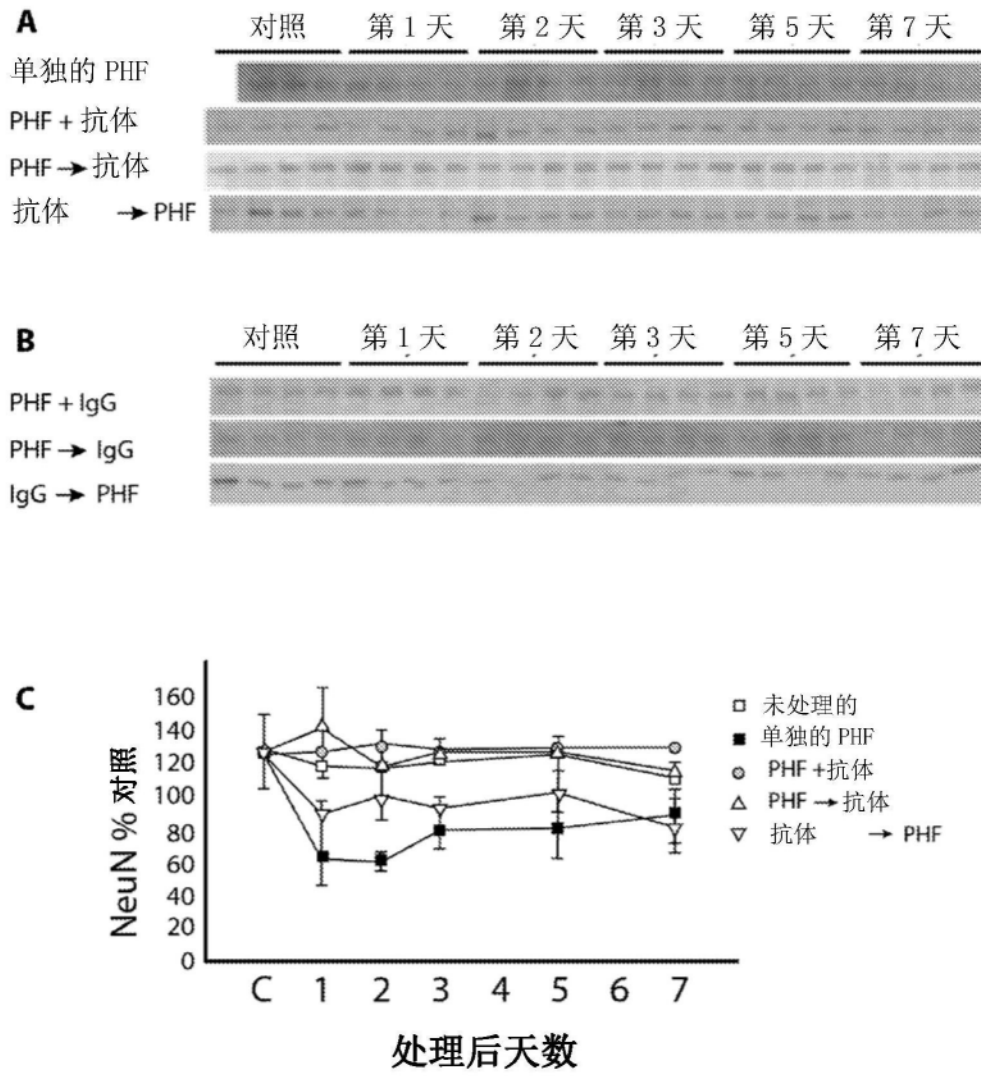 A
对照 第 1 天 第 2 天 第 3 天 第 5 天 第 7 天
单独的 PHF
PHF + 抗体
PHF → 抗体
抗体 → PHF
B
对照 第 1 天 第 2 天 第 3 天 第 5 天 第 7 天
PHF + IgG
PHF → IgG
IgG → PHF
C
NeuN % 对照
160
140
120
100
80
60
40
20
0
C 1 2 3 4 5 6 7
处理后天数
未处理的
单独的 PHF
PHF +抗体
PHF → 抗体
抗体 → PHF